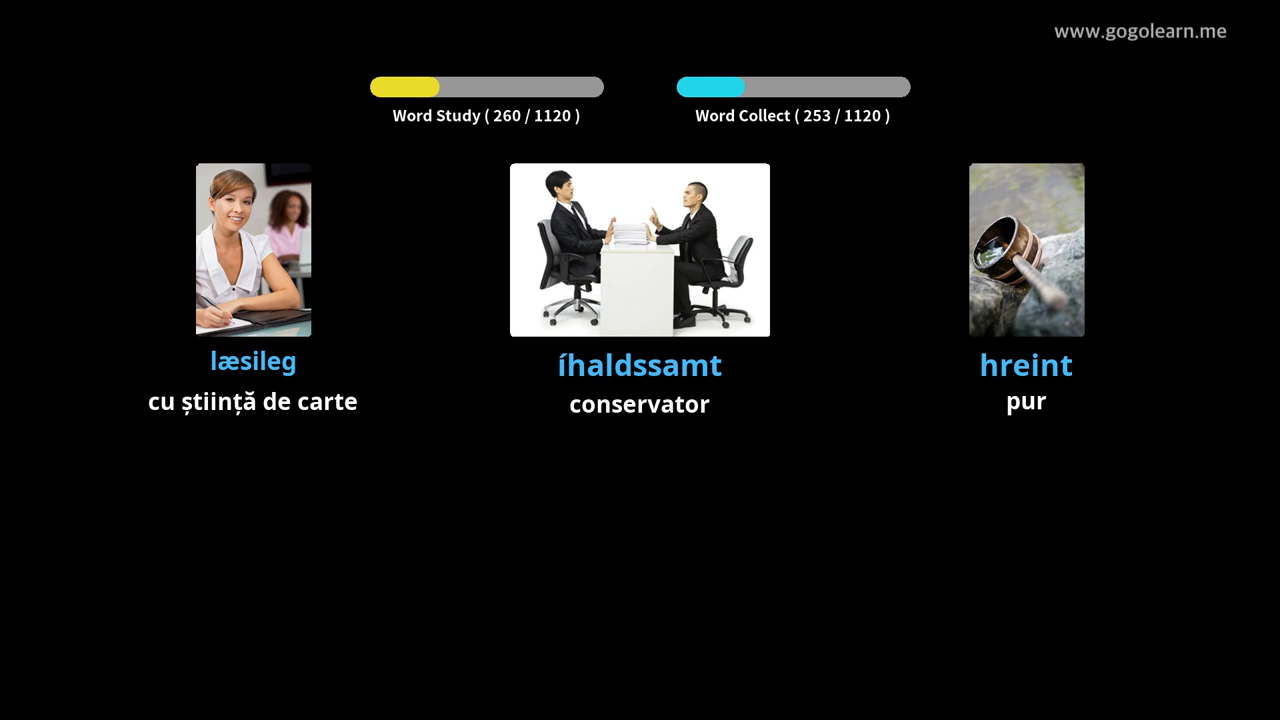 www.gogolearn.me
Word Study ( 260 / 1120 )
Word Collect ( 253 / 1120 )
læsileg
cu știință de carte
íhaldssamt
conservator
hreint
pur